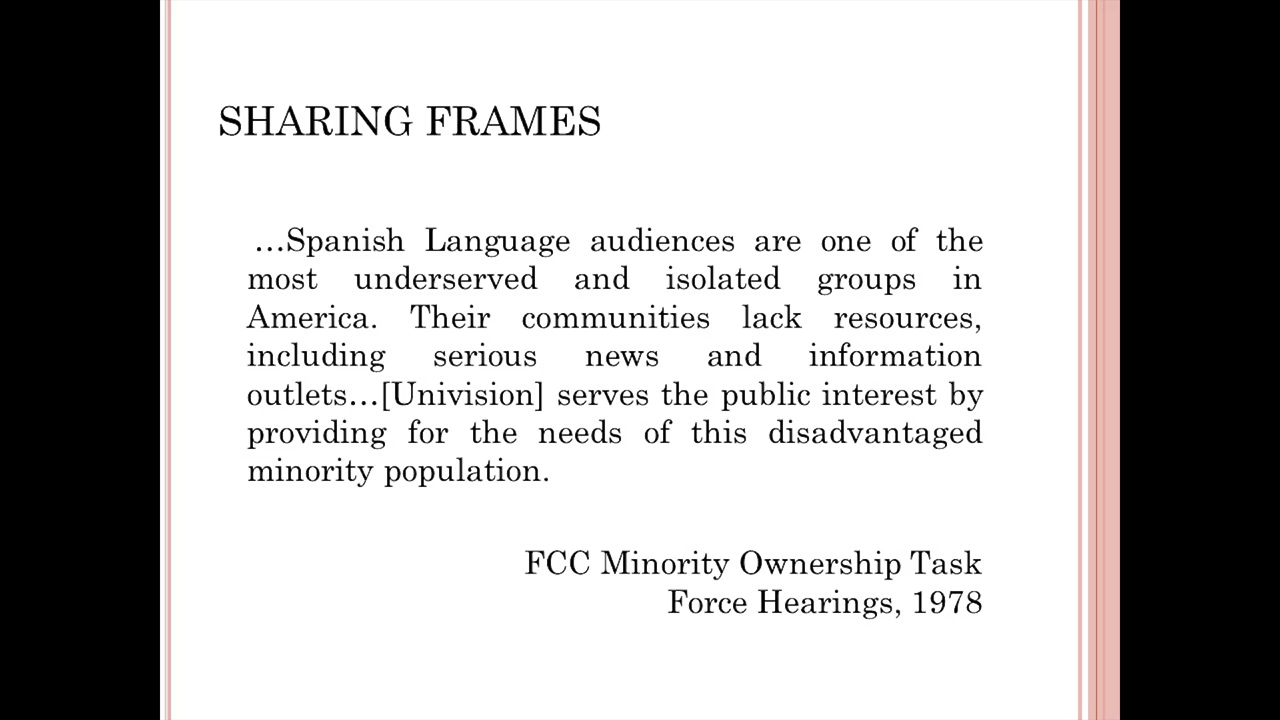 SHARING FRAMES
…Spanish Language audiences are one of the
most underserved and isolated groups in
America. Their communities lack resources,
including serious news and information
outlets…[Univision] serves the public interest by
providing for the needs of this disadvantaged
minority population.
FCC Minority Ownership Task
Force Hearings, 1978